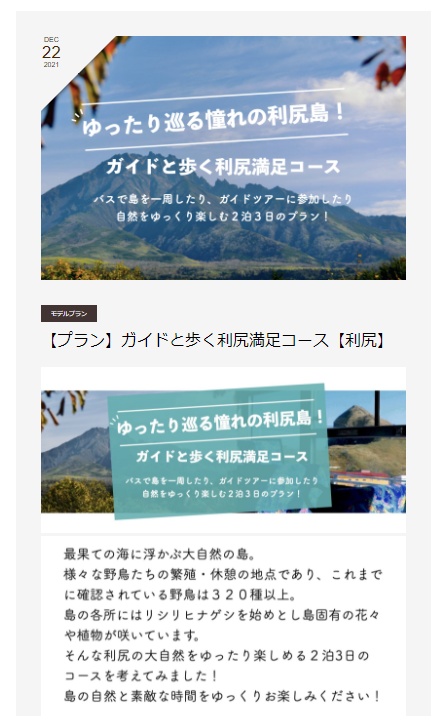 DEC
22
2021
ゆったり巡る憧れの利尻島！
ガイドと歩く利尻満足コース
バスで島を一周したり、ガイドツアーに参加したり
自然をゆっくり楽しむ２泊３日のプラン！
モデルプラン
【プラン】ガイドと歩く利尻満足コース【利尻】
ゆったり巡る憧れの利尻島！
ガイドと歩く利尻満足コース
バスで島を一周したり、ガイドツアーに参加したり
自然をゆっくり楽しむ２泊３日のプラン！
最果ての海に浮かぶ大自然の島。
様々な野鳥たちの繁殖・休憩の地点であり、これまで
に確認されている野鳥は３２０種以上。
島の各所にはリシリヒナゲシを始めとし島固有の花々
や植物が咲いています。
そんな利尻の大自然をゆったり楽しめる２泊3日の
コースを考えてみました！
島の自然と素敵な時間をゆっくりお楽しみください！